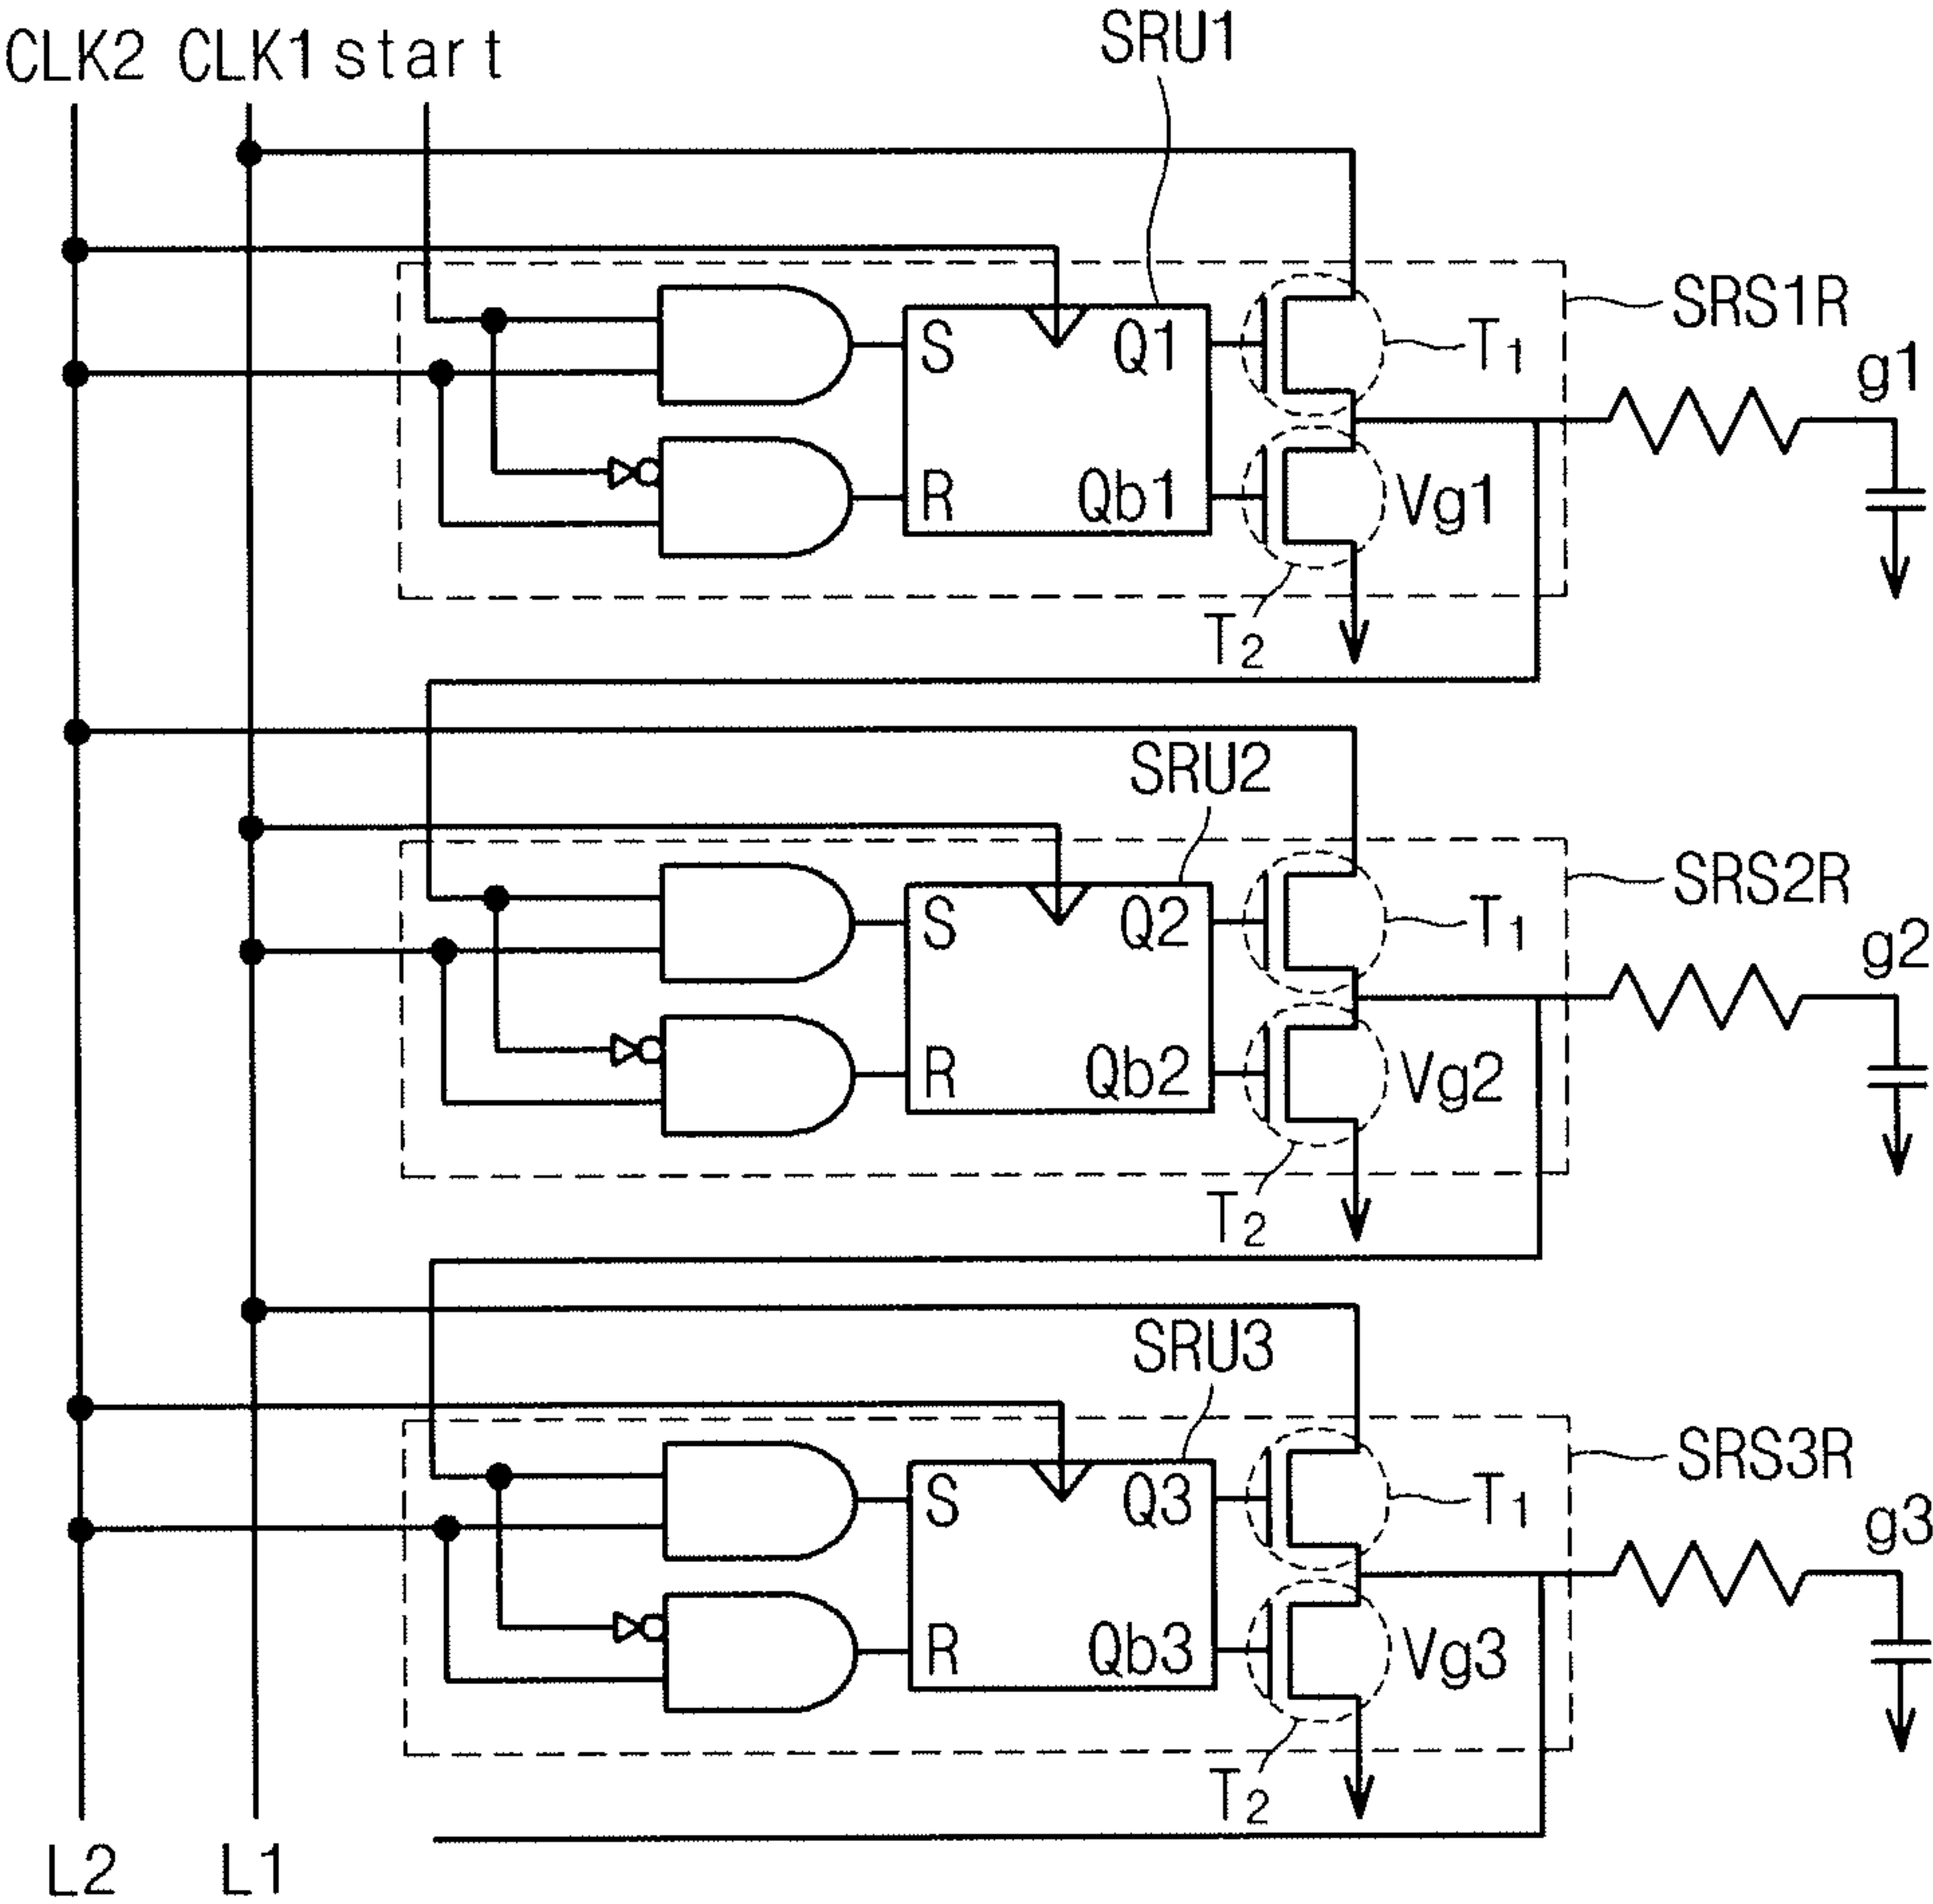 CLK2 CLK1 start
SRU1
SRS1R
S Q1 T1
g1
R Qb1 Vg1
T2
SRU2
SRS2R
S Q2 T1
g2
R Qb2 Vg2
T2
SRU3
SRS3R
S Q3 T1
g3
R Qb3 Vg3
T2
L2 L1